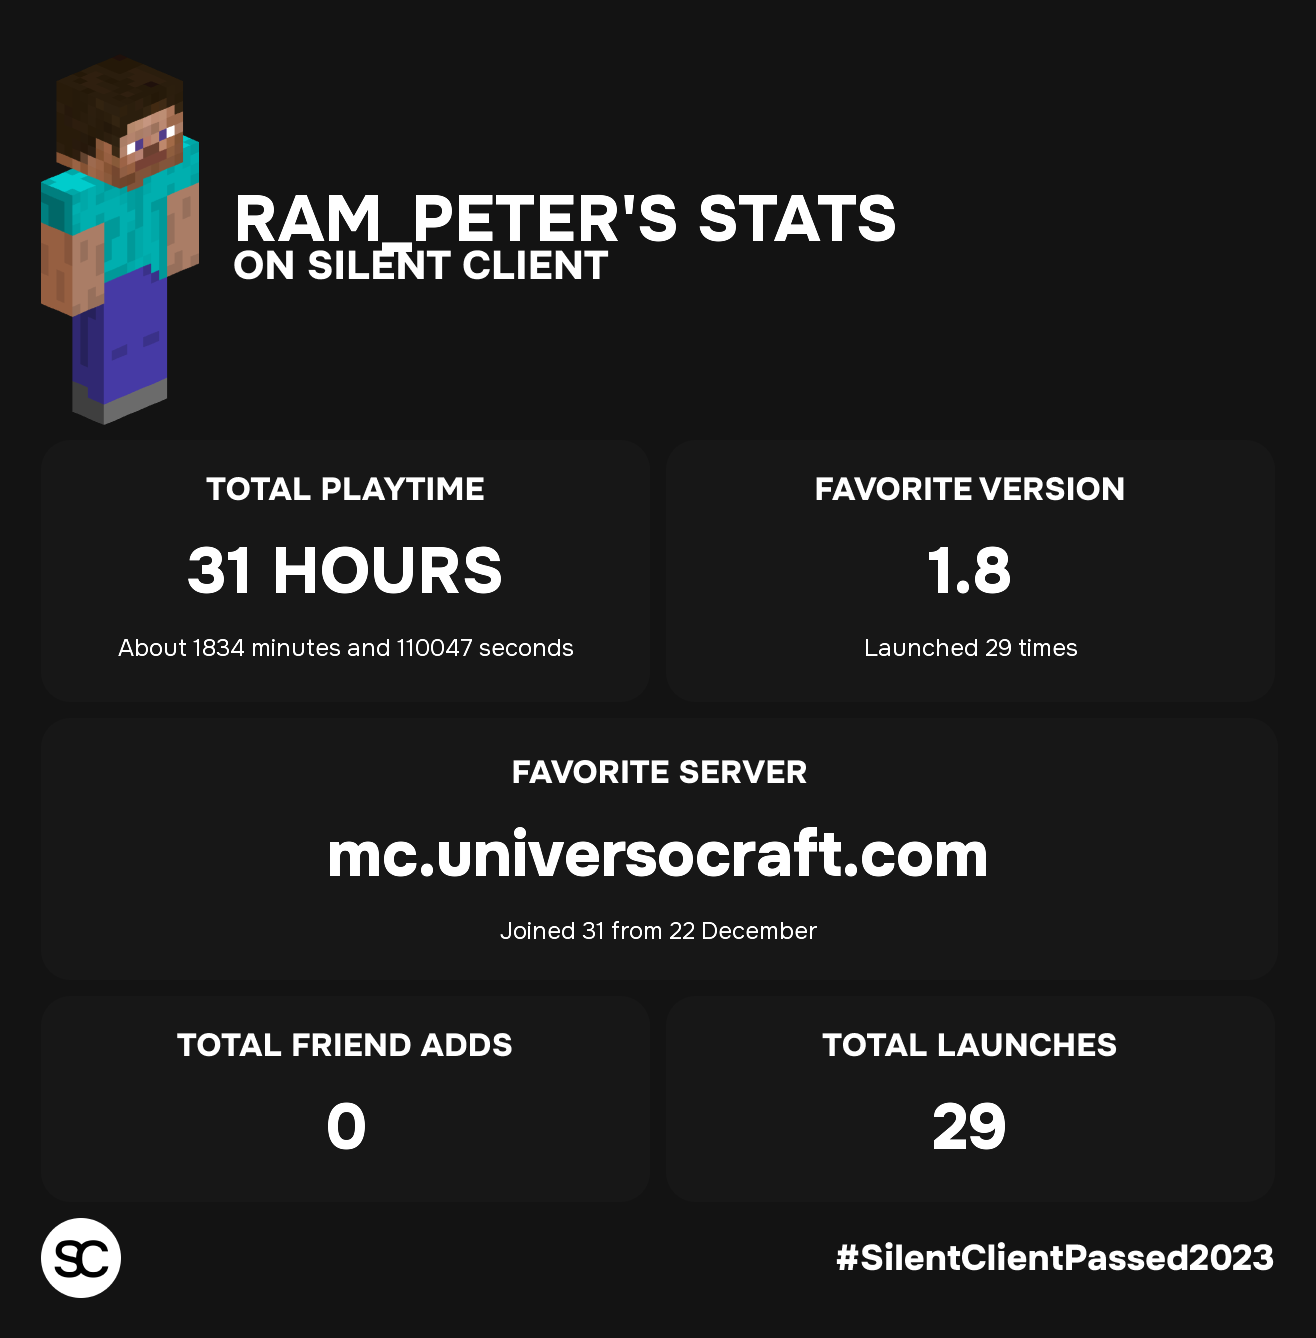 RAM_PETER'S STATS
ON SILENT CLIENT
TOTAL PLAYTIME
31 HOURS
About 1834 minutes and 110047 seconds
FAVORITE VERSION
1.8
Launched 29 times
FAVORITE SERVER
mc.universocraft.com
Joined 31 from 22 December
TOTAL FRIEND ADDS
0
TOTAL LAUNCHES
29
SC
#SilentClientPassed2023